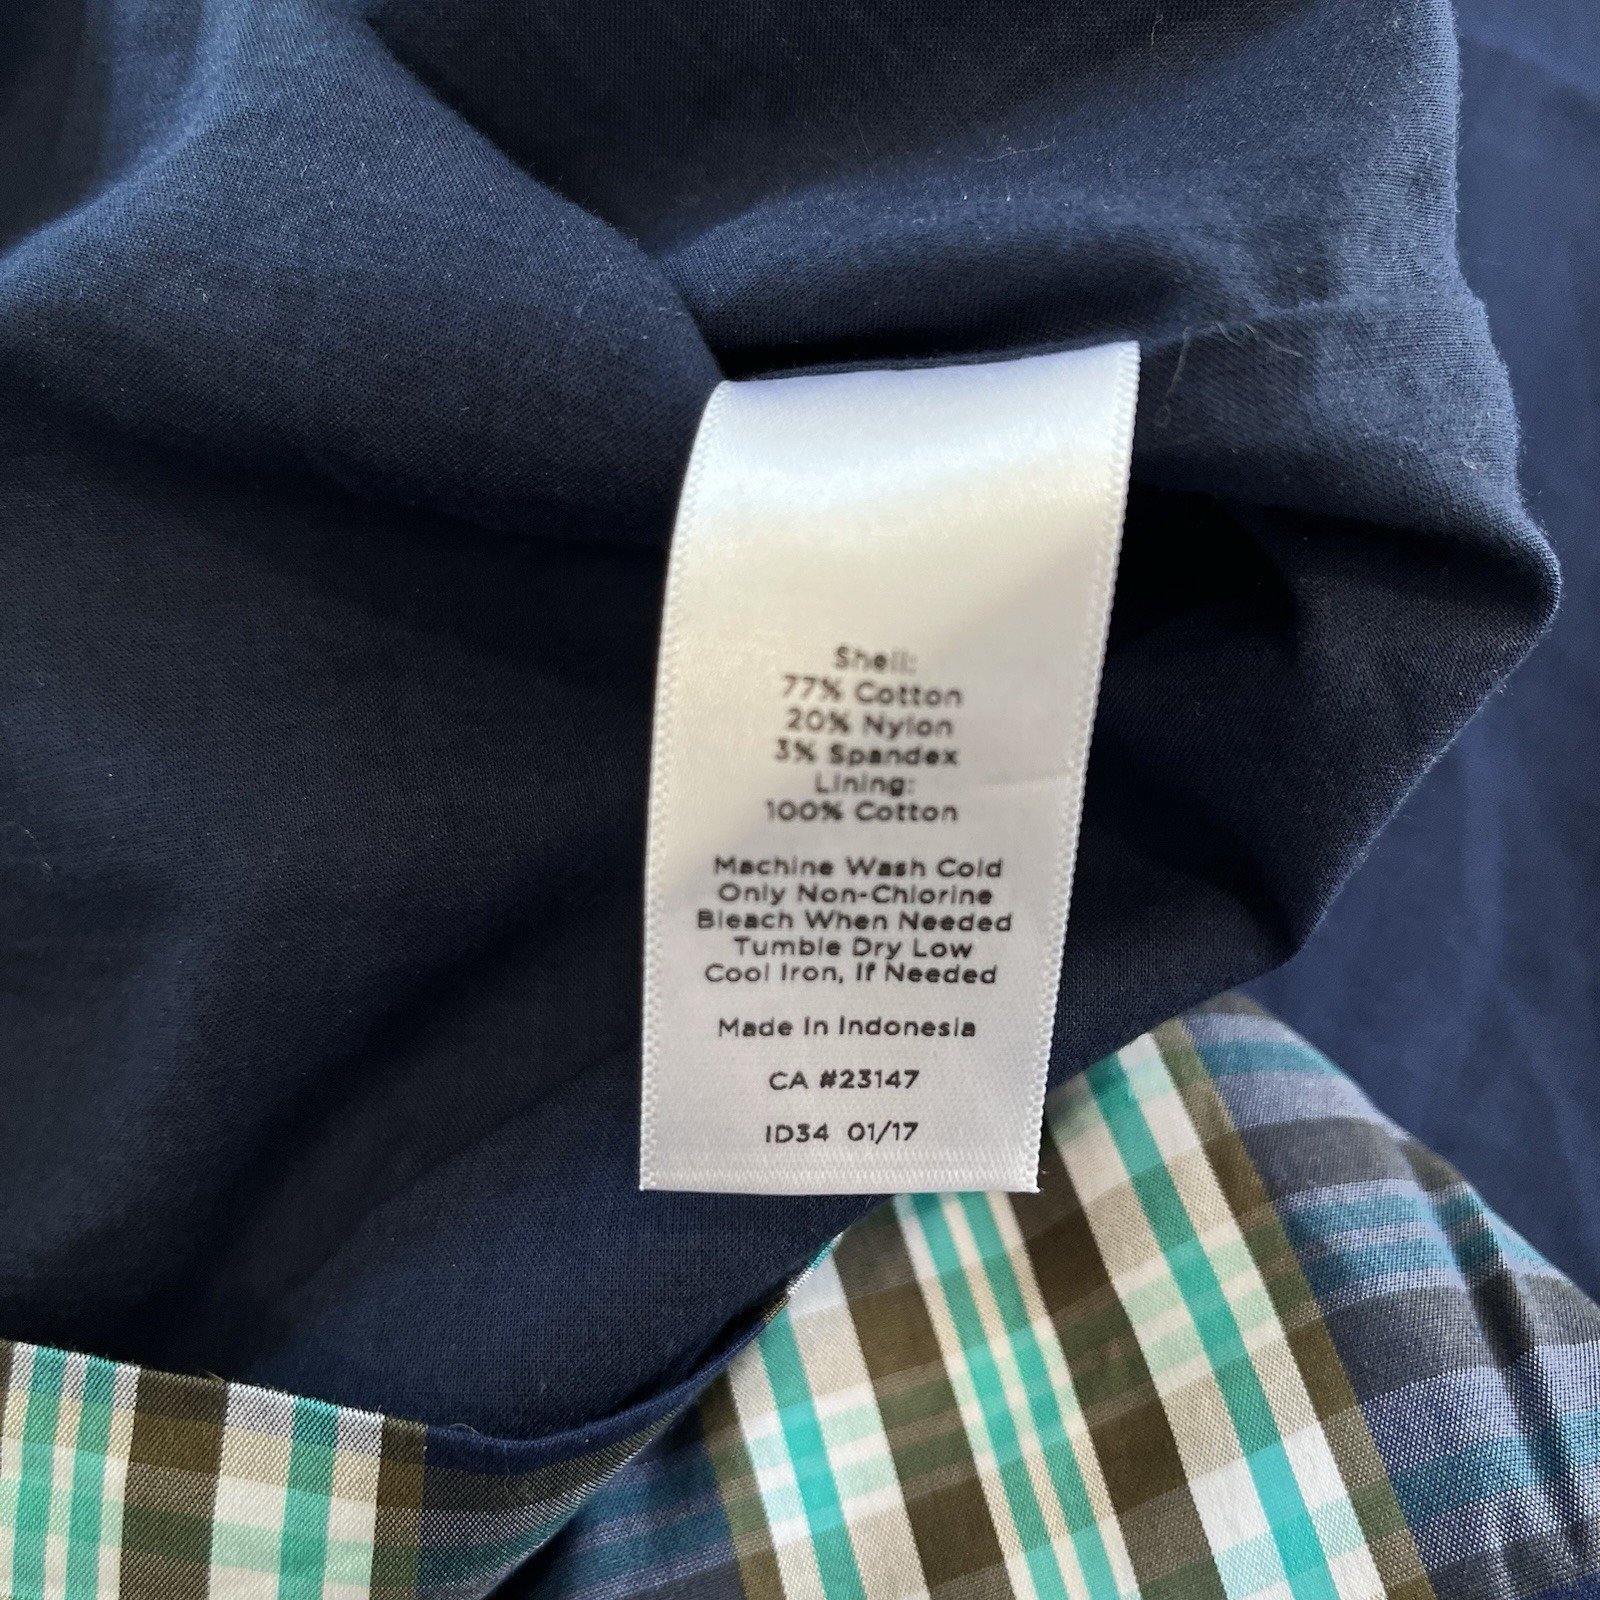 Shell:
77% Cotton
20% Nylon
3% Spandex
Lining:
100% Cotton
Machine Wash Cold
Only Non-Chlorine
Bleach When Needed
Tumble Dry Low
Cool Iron, If Needed
Made In Indonesia
CA #23147
ID34 01/17